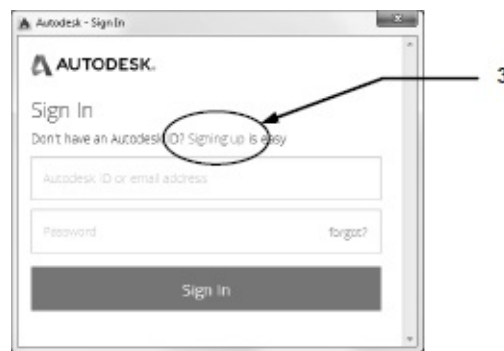 Autodesk - Sign In
AUTODESK.
3
Sign In
Don't have an Autodesk ID? Signing up is easy
Autodesk ID or email address
Password forgot?
Sign In